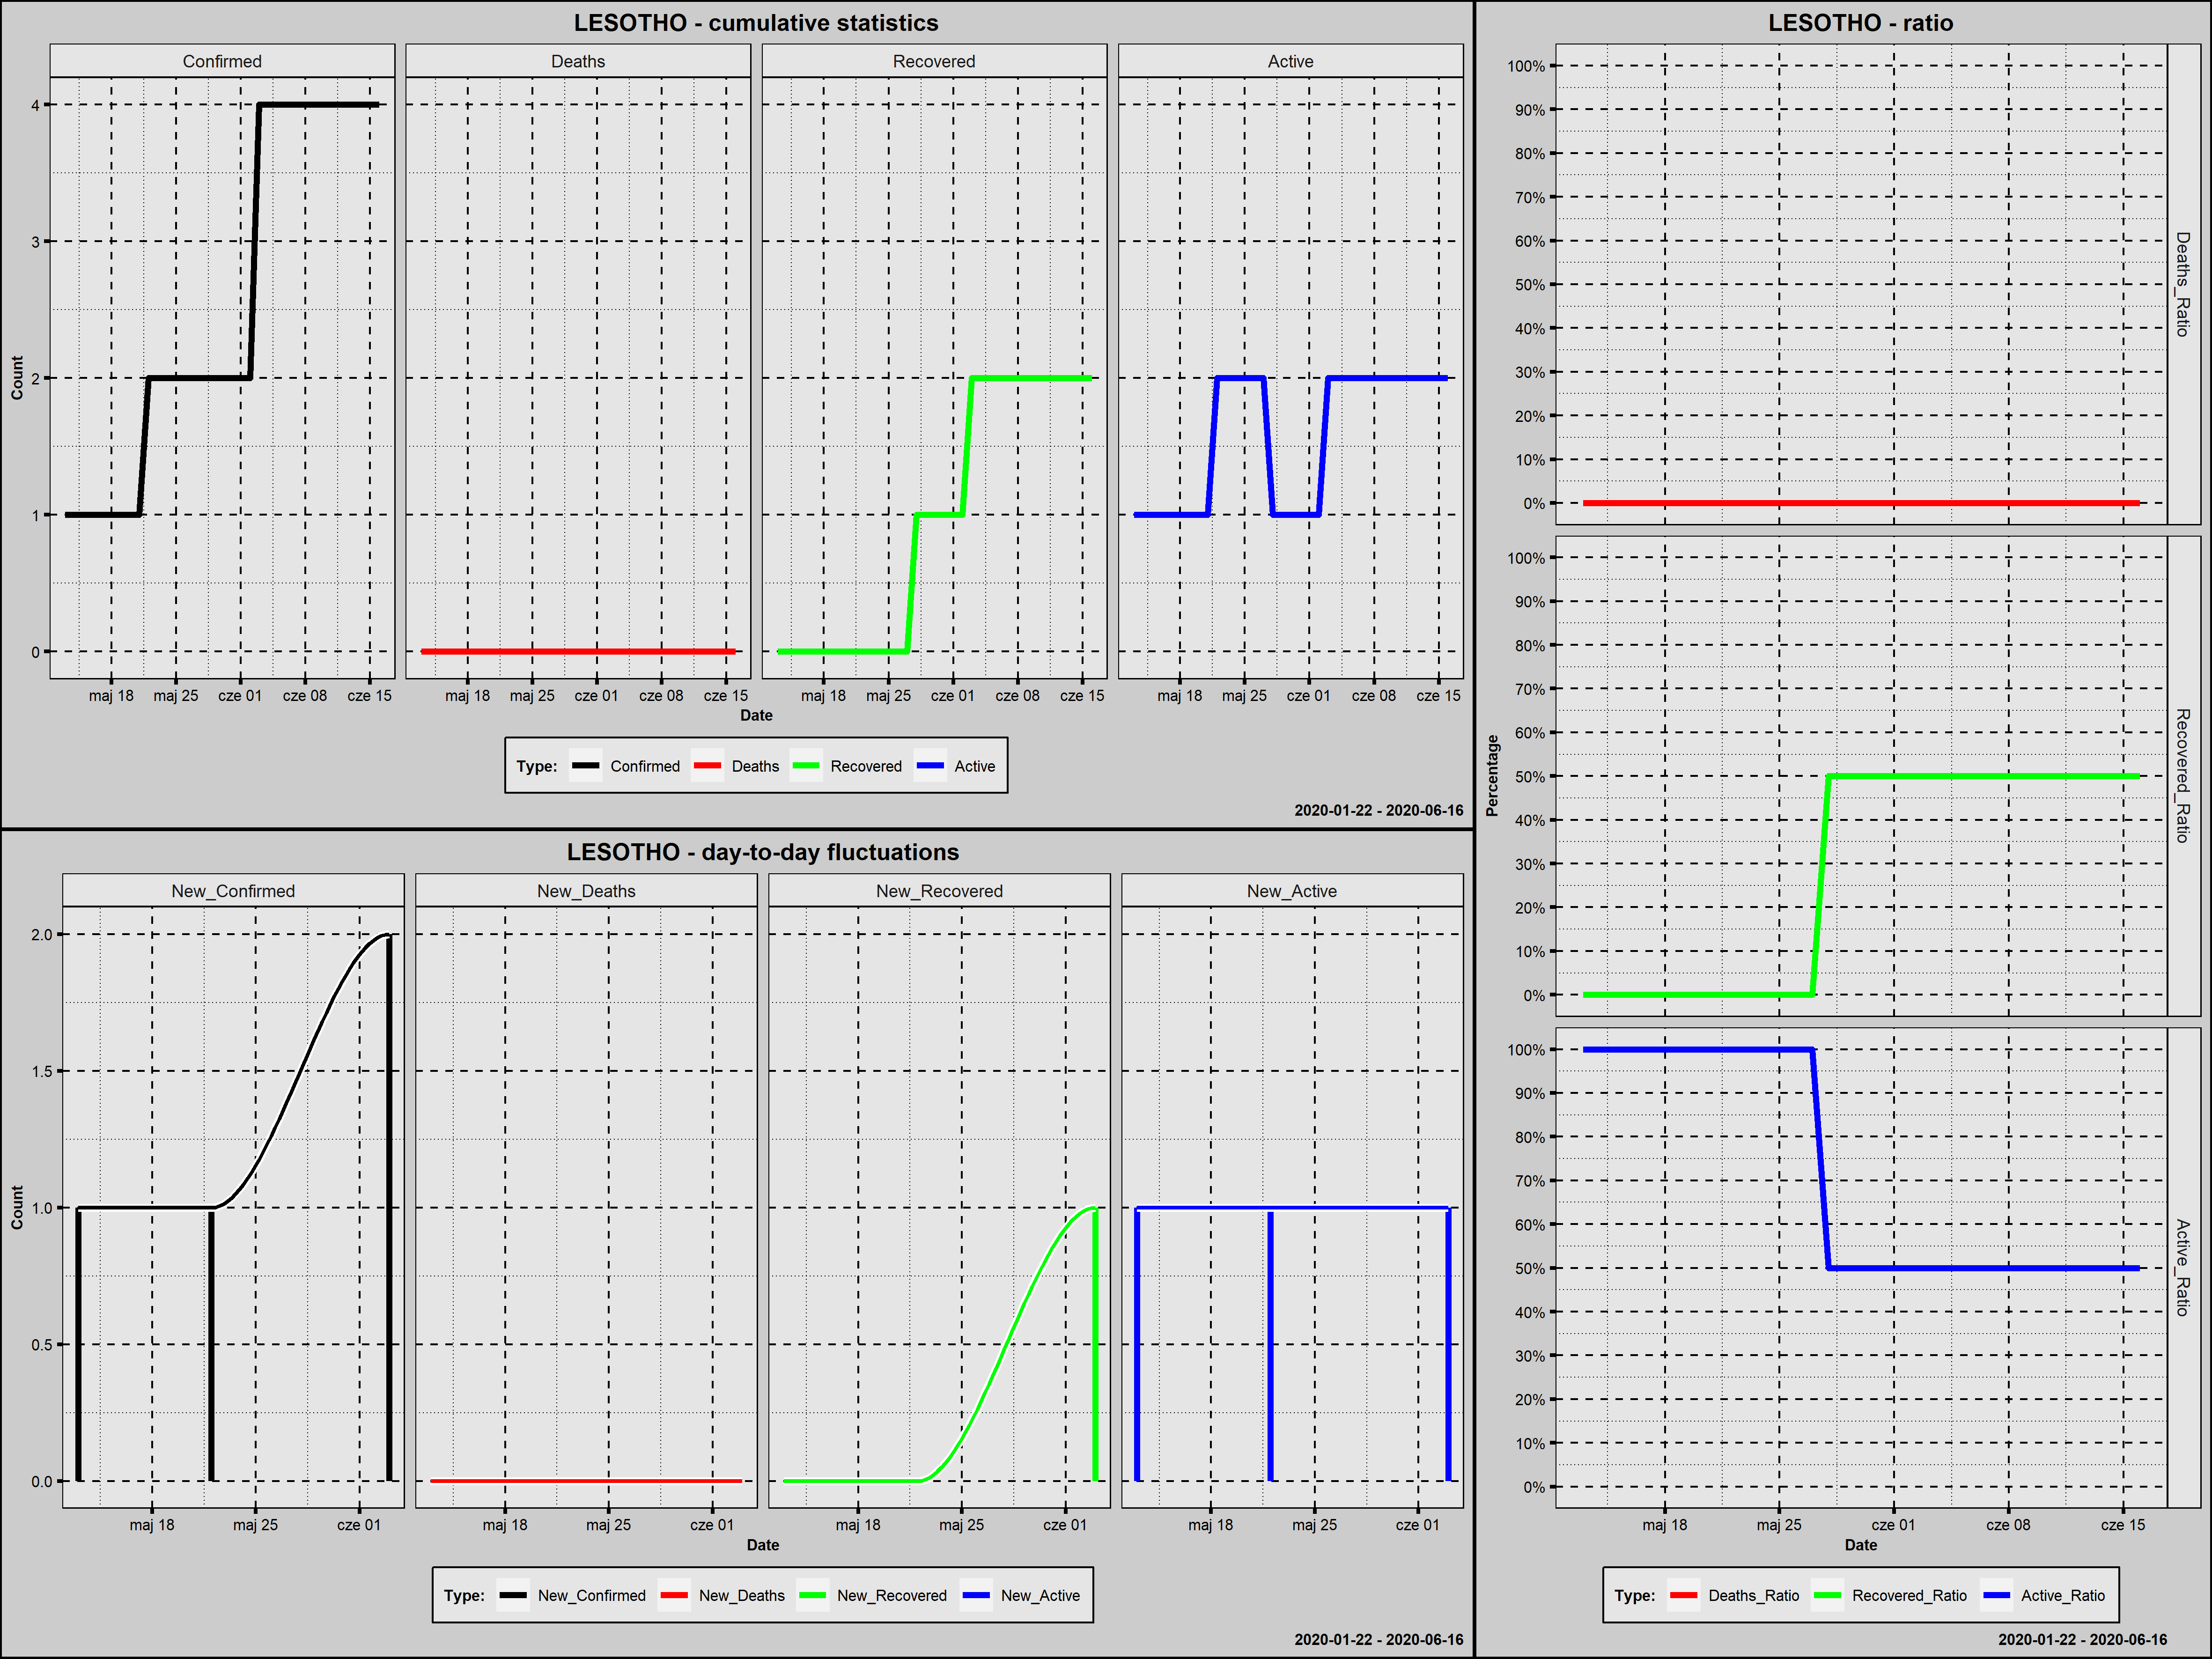 LESOTHO - cumulative statistics
Confirmed Deaths Recovered Active
4
3
2
1
0
Count
maj 18 maj 25 cze 01 cze 08 cze 15 maj 18 maj 25 cze 01 cze 08 cze 15 maj 18 maj 25 cze 01 cze 08 cze 15 maj 18 maj 25 cze 01 cze 08 cze 15
Date
Type: Confirmed Deaths Recovered Active
2020-01-22 - 2020-06-16
LESOTHO - day-to-day fluctuations
New_Confirmed New_Deaths New_Recovered New_Active
2.0
1.5
1.0
0.5
0.0
Count
maj 18 maj 25 cze 01 maj 18 maj 25 cze 01 maj 18 maj 25 cze 01 maj 18 maj 25 cze 01
Date
Type: New_Confirmed New_Deaths New_Recovered New_Active
2020-01-22 - 2020-06-16
LESOTHO - ratio
100%
90%
80%
70%
60%
50%
40%
30%
20%
10%
0%
Deaths_Ratio
100%
90%
80%
70%
60%
50%
40%
30%
20%
10%
0%
Recovered_Ratio
Percentage
100%
90%
80%
70%
60%
50%
40%
30%
20%
10%
0%
Active_Ratio
maj 18 maj 25 cze 01 cze 08 cze 15
Date
Type: Deaths_Ratio Recovered_Ratio Active_Ratio
2020-01-22 - 2020-06-16